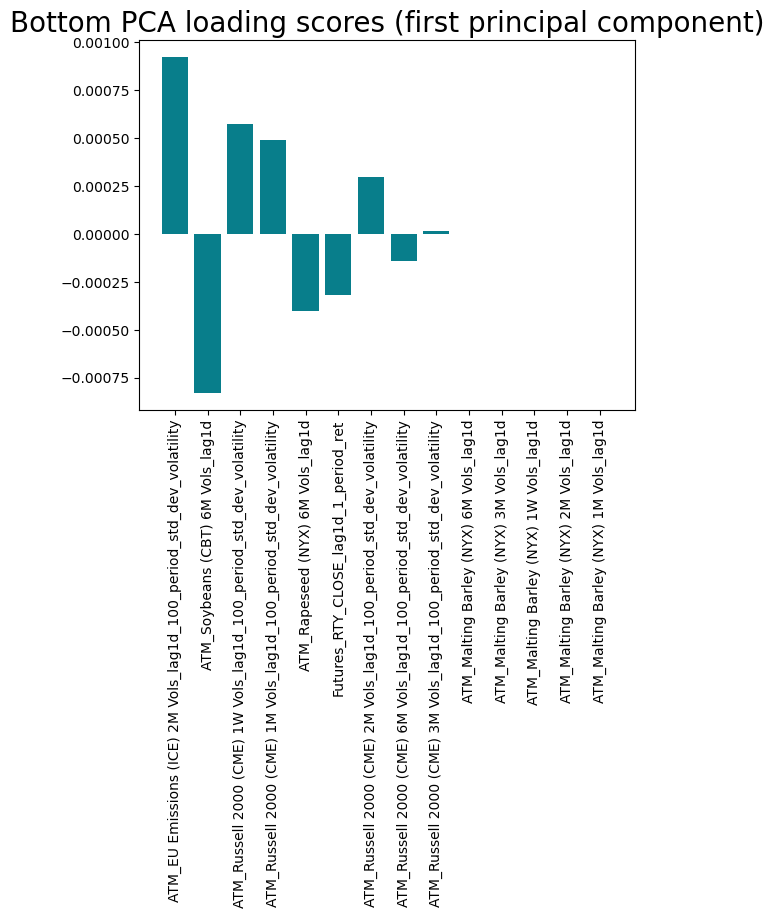 Bottom PCA loading scores (first principal component)
0.00100
0.00075
0.00050
0.00025
0.00000
−0.00025
−0.00050
−0.00075
ATM_EU Emissions (ICE) 2M Vols_lag1d_100_period_std_dev_volatility
ATM_Soybeans (CBT) 6M Vols_lag1d
ATM_Russell 2000 (CME) 1W Vols_lag1d_100_period_std_dev_volatility
ATM_Russell 2000 (CME) 1M Vols_lag1d_100_period_std_dev_volatility
ATM_Rapeseed (NYX) 6M Vols_lag1d
Futures_RTY_CLOSE_lag1d_1_period_ret
ATM_Russell 2000 (CME) 2M Vols_lag1d_100_period_std_dev_volatility
ATM_Russell 2000 (CME) 6M Vols_lag1d_100_period_std_dev_volatility
ATM_Russell 2000 (CME) 3M Vols_lag1d_100_period_std_dev_volatility
ATM_Malting Barley (NYX) 6M Vols_lag1d
ATM_Malting Barley (NYX) 3M Vols_lag1d
ATM_Malting Barley (NYX) 1W Vols_lag1d
ATM_Malting Barley (NYX) 2M Vols_lag1d
ATM_Malting Barley (NYX) 1M Vols_lag1d